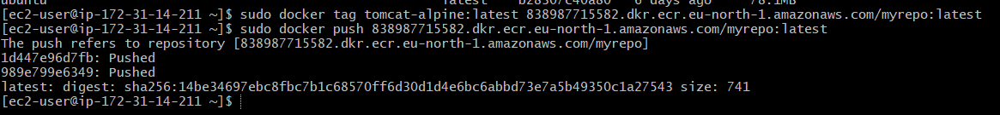 ubuntu latest b28307c40a80 6 days ago 78.1MB
[ec2-user@ip-172-31-14-211 ~]$ sudo docker tag tomcat-alpine:latest 838987715582.dkr.ecr.eu-north-1.amazonaws.com/myrepo:latest
[ec2-user@ip-172-31-14-211 ~]$ sudo docker push 838987715582.dkr.ecr.eu-north-1.amazonaws.com/myrepo:latest
The push refers to repository [838987715582.dkr.ecr.eu-north-1.amazonaws.com/myrepo]
1d447e96d7fb: Pushed
989e799e6349: Pushed
latest: digest: sha256:14be34697ebc8fbc7b1c68570ff6d30d1d4e6bc6abbd73e7a5b49350c1a27543 size: 741
[ec2-user@ip-172-31-14-211 ~]$